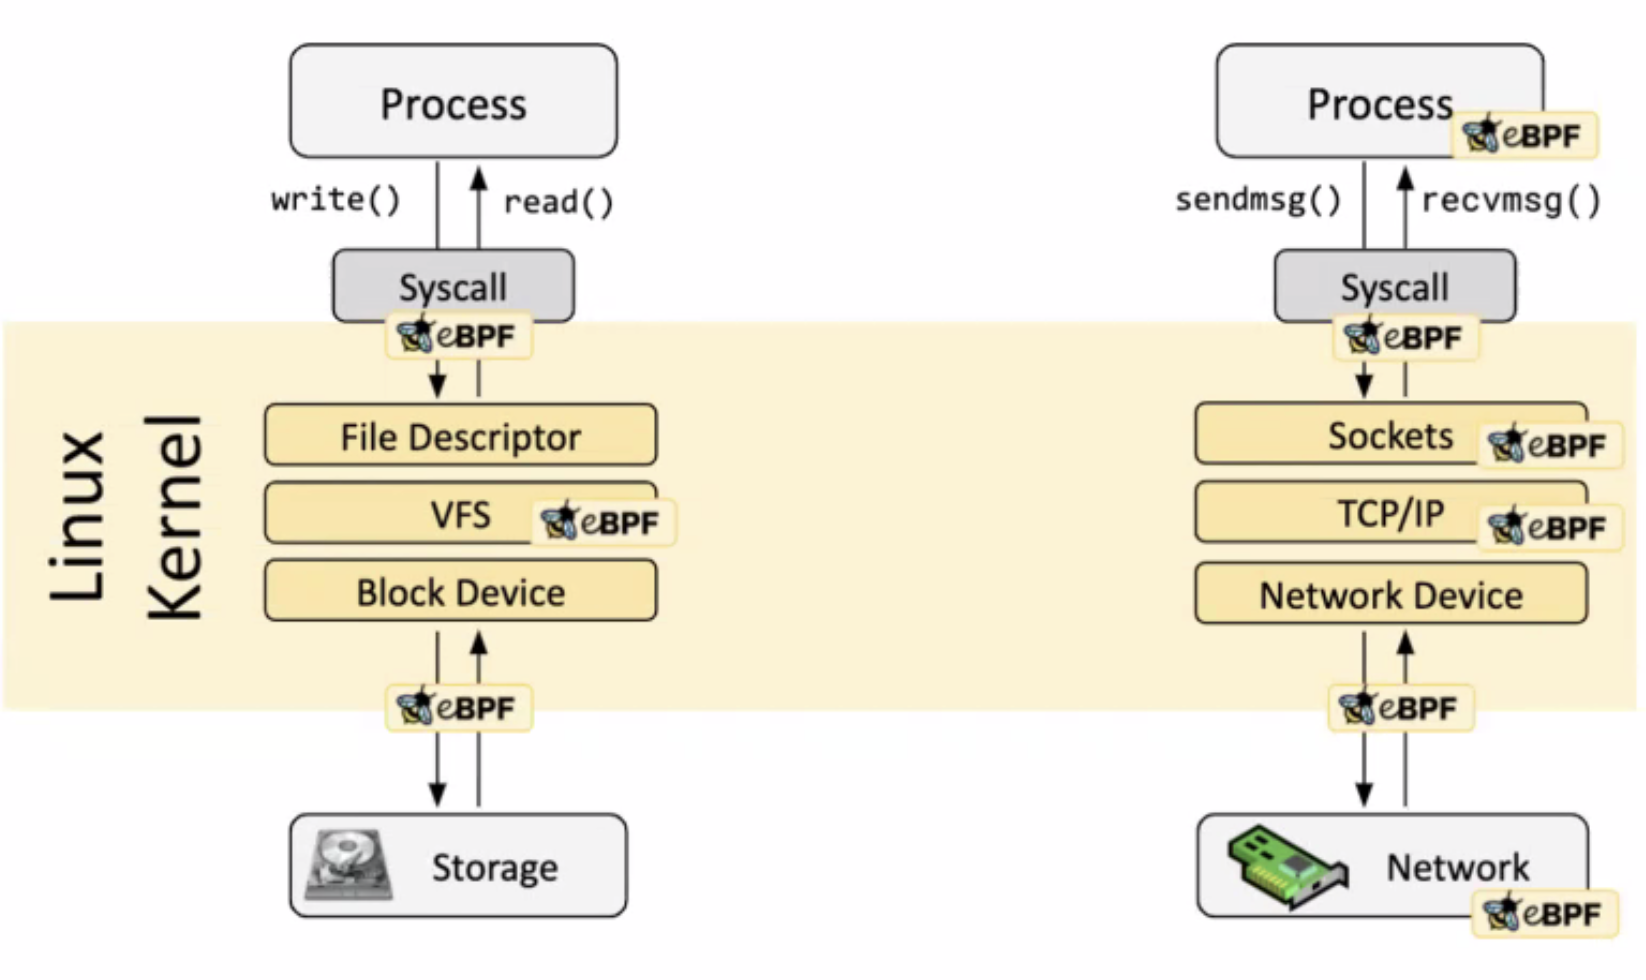 Process
write()
read()
Syscall
eBPF
File Descriptor
VFS
eBPF
Block Device
eBPF
Storage
Linux
Kernel
Process
eBPF
sendmsg()
recvmsg()
Syscall
eBPF
Sockets
eBPF
TCP/IP
eBPF
Network Device
eBPF
Network
eBPF